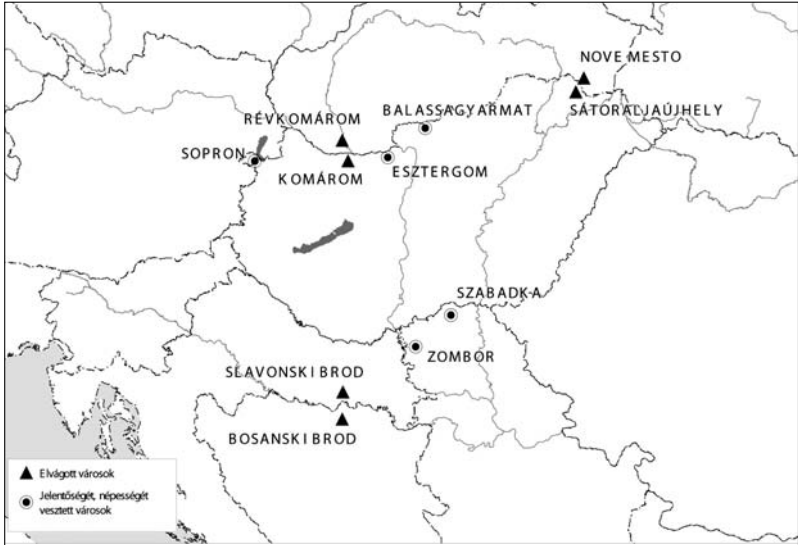 NOVE MESTO
BALASSAGYARMAT
SÁTORALJAÚJHELY
RÉVKOMÁROM
SOPRON
ESZTERGOM
KOMÁROM
SZABADKA
ZOMBOR
SLAVONSKI BROD
BOSANSKI BROD
Elvágott városok
Jelentőségét, népességét
vesztett városok